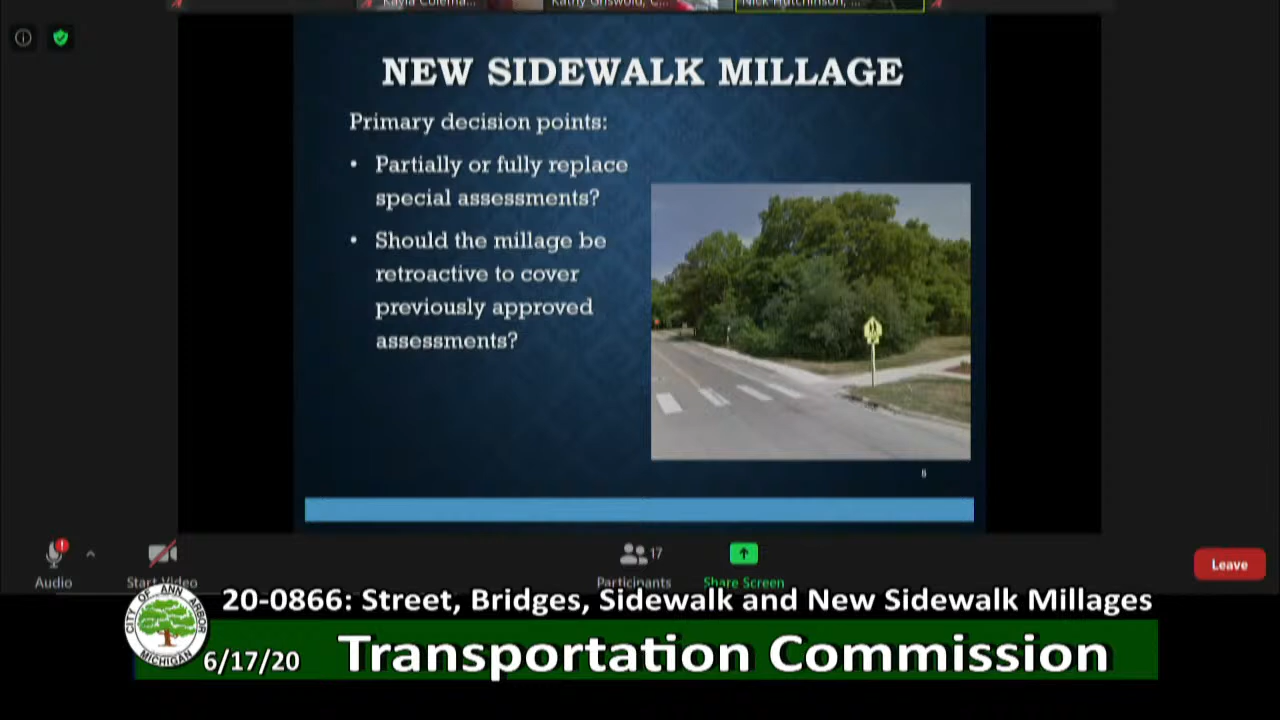 Kayla Colema...
Kathy Griswold, C...
Nick Hutchinson, ...
NEW SIDEWALK MILLAGE
Primary decision points:
• Partially or fully replace
special assessments?
• Should the millage be
retroactive to cover
previously approved
assessments?
Audio
Start Video
17
Participants
Share Screen
Leave
20-0866: Street, Bridges, Sidewalk and New Sidewalk Millages
CITY OF ANN ARBOR
MICHIGAN
6/17/20
Transportation Commission